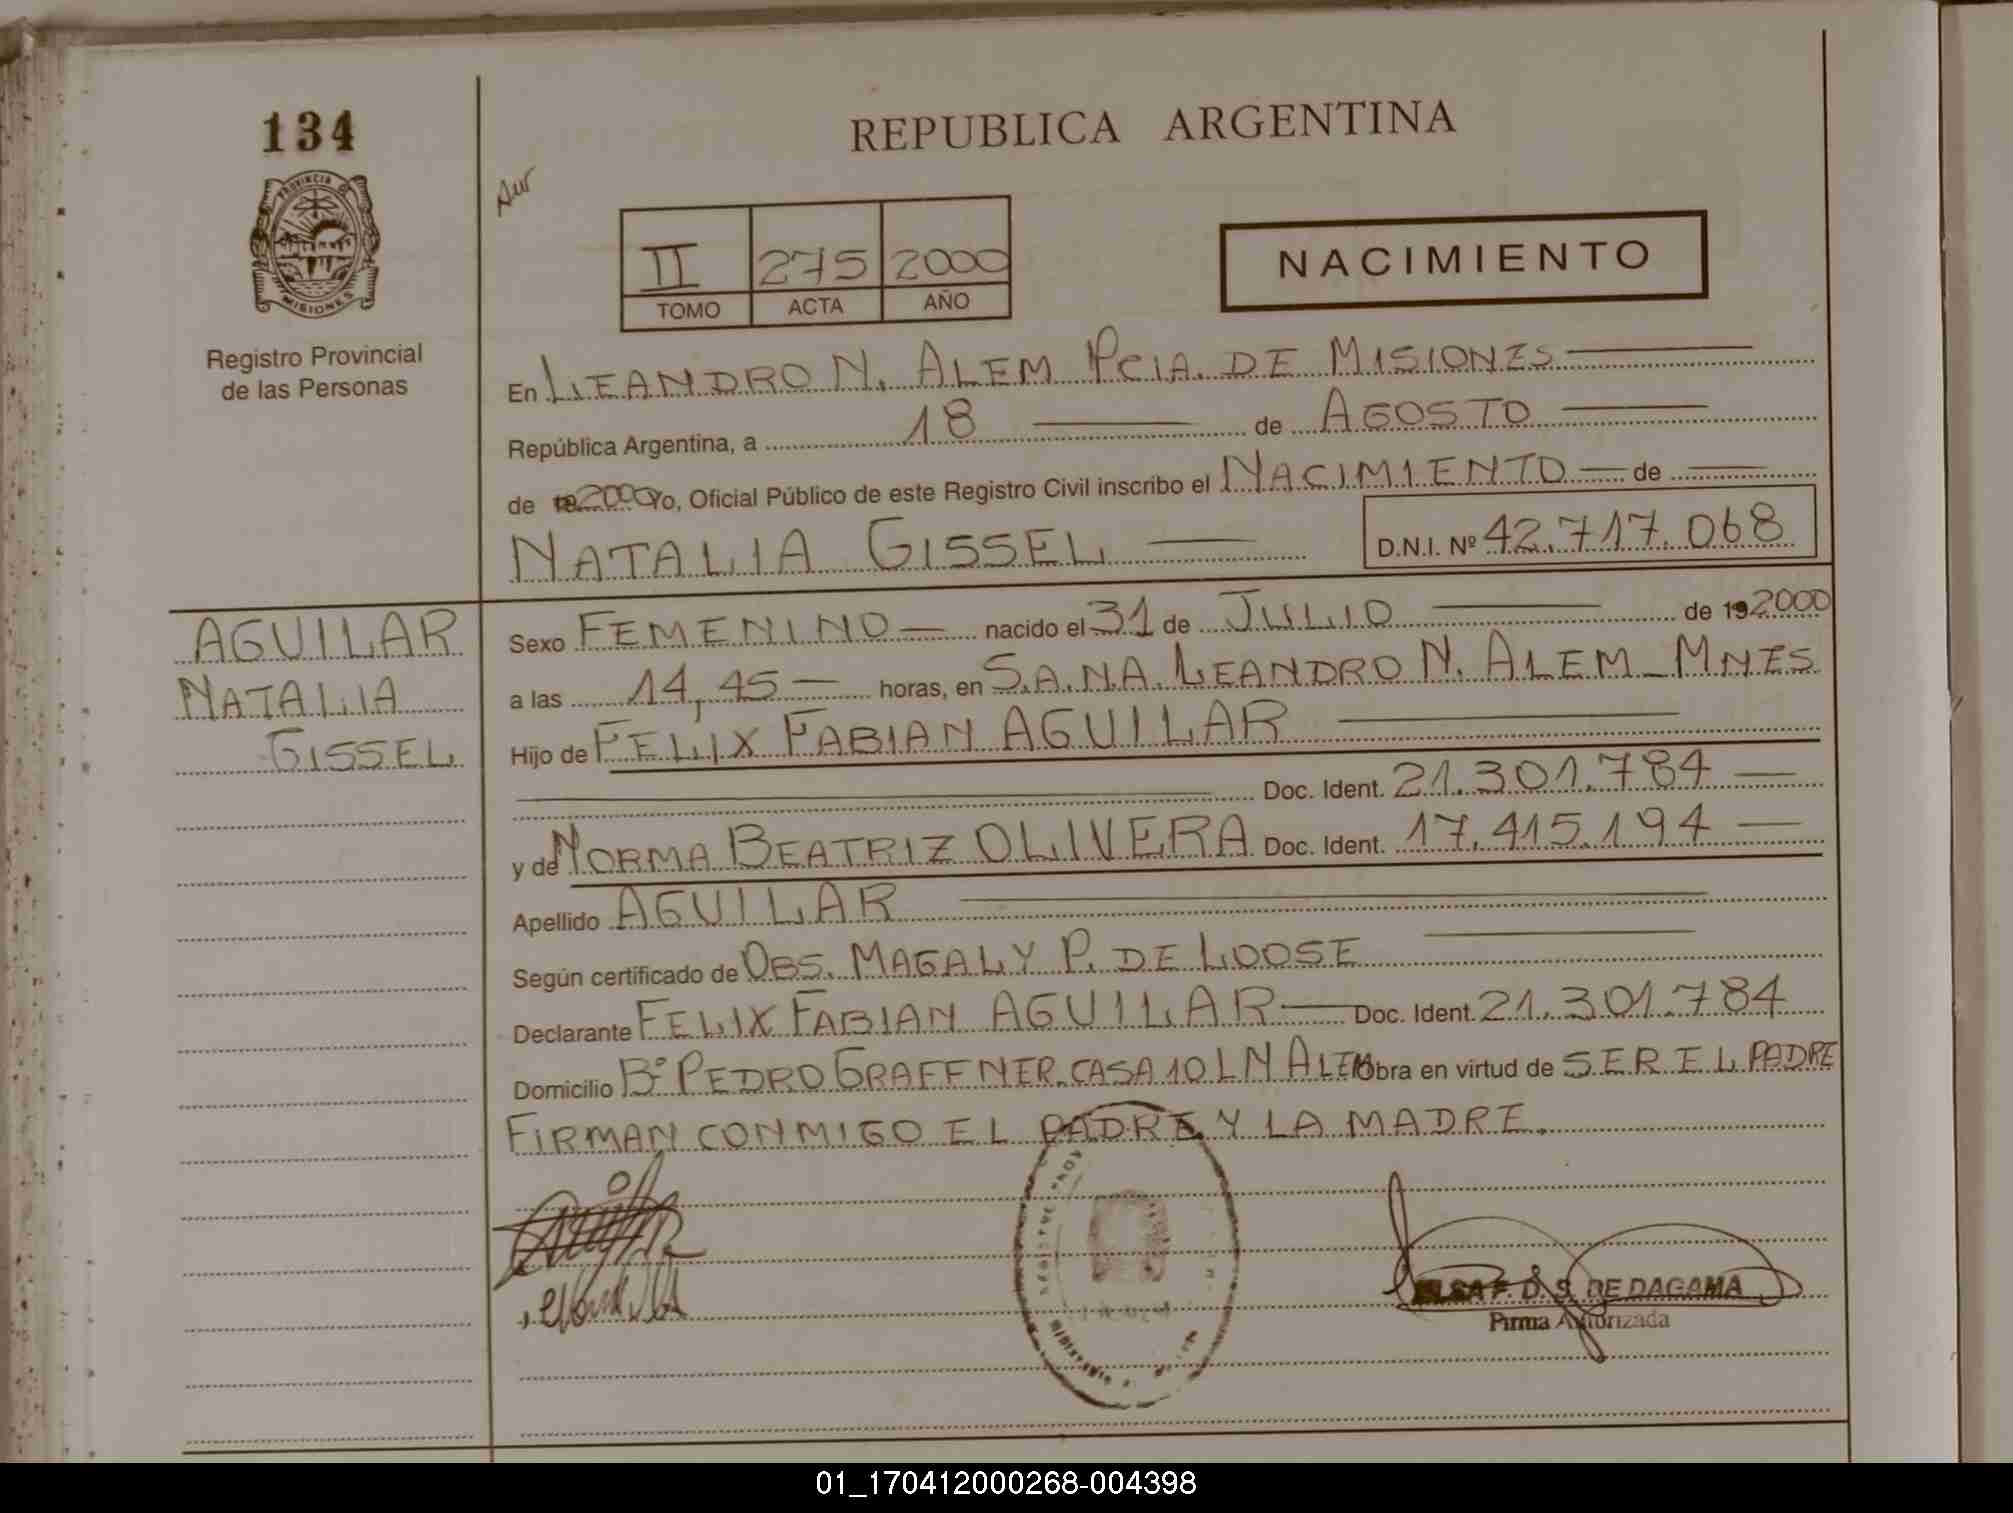 134
REPUBLICA ARGENTINA
PROVINCIA
MISIONES
II 275 2000
TOMO ACTA AÑO
NACIMIENTO
Registro Provincial
de las Personas
En LEANDRO N. ALEM PCIA. DE MISIONES
República Argentina, a 18 de AGOSTO
de 19 2000 Yo, Oficial Público de este Registro Civil inscribo el NACIMIENTO de
NATALIA GISSEL D.N.I. Nº 42.717.068
AGUILAR
NATALIA
GISSEL
Sexo FEMENINO nacido el 31 de JULIO de 19 2000
a las 14,45 horas, en S.A.N.A. LEANDRO N. ALEM - MNES
Hijo de FELIX FABIAN AGUILAR
Doc. Ident. 21.301.784
y de NORMA BEATRIZ OLIVERA Doc. Ident. 17.415.194
Apellido AGUILAR
Según certificado de OBS. MAGALY P. DE LOOSE
Declarante FELIX FABIAN AGUILAR Doc. Ident. 21.301.784
Domicilio Bº PEDRO GRAFFNER. CASA 10 L N ALEM Obra en virtud de SER EL PADRE
FIRMAN CONMIGO EL PADRE Y LA MADRE.
ELSA F. D. S. DE DAGAMA
Firma Autorizada
01_170412000268-004398